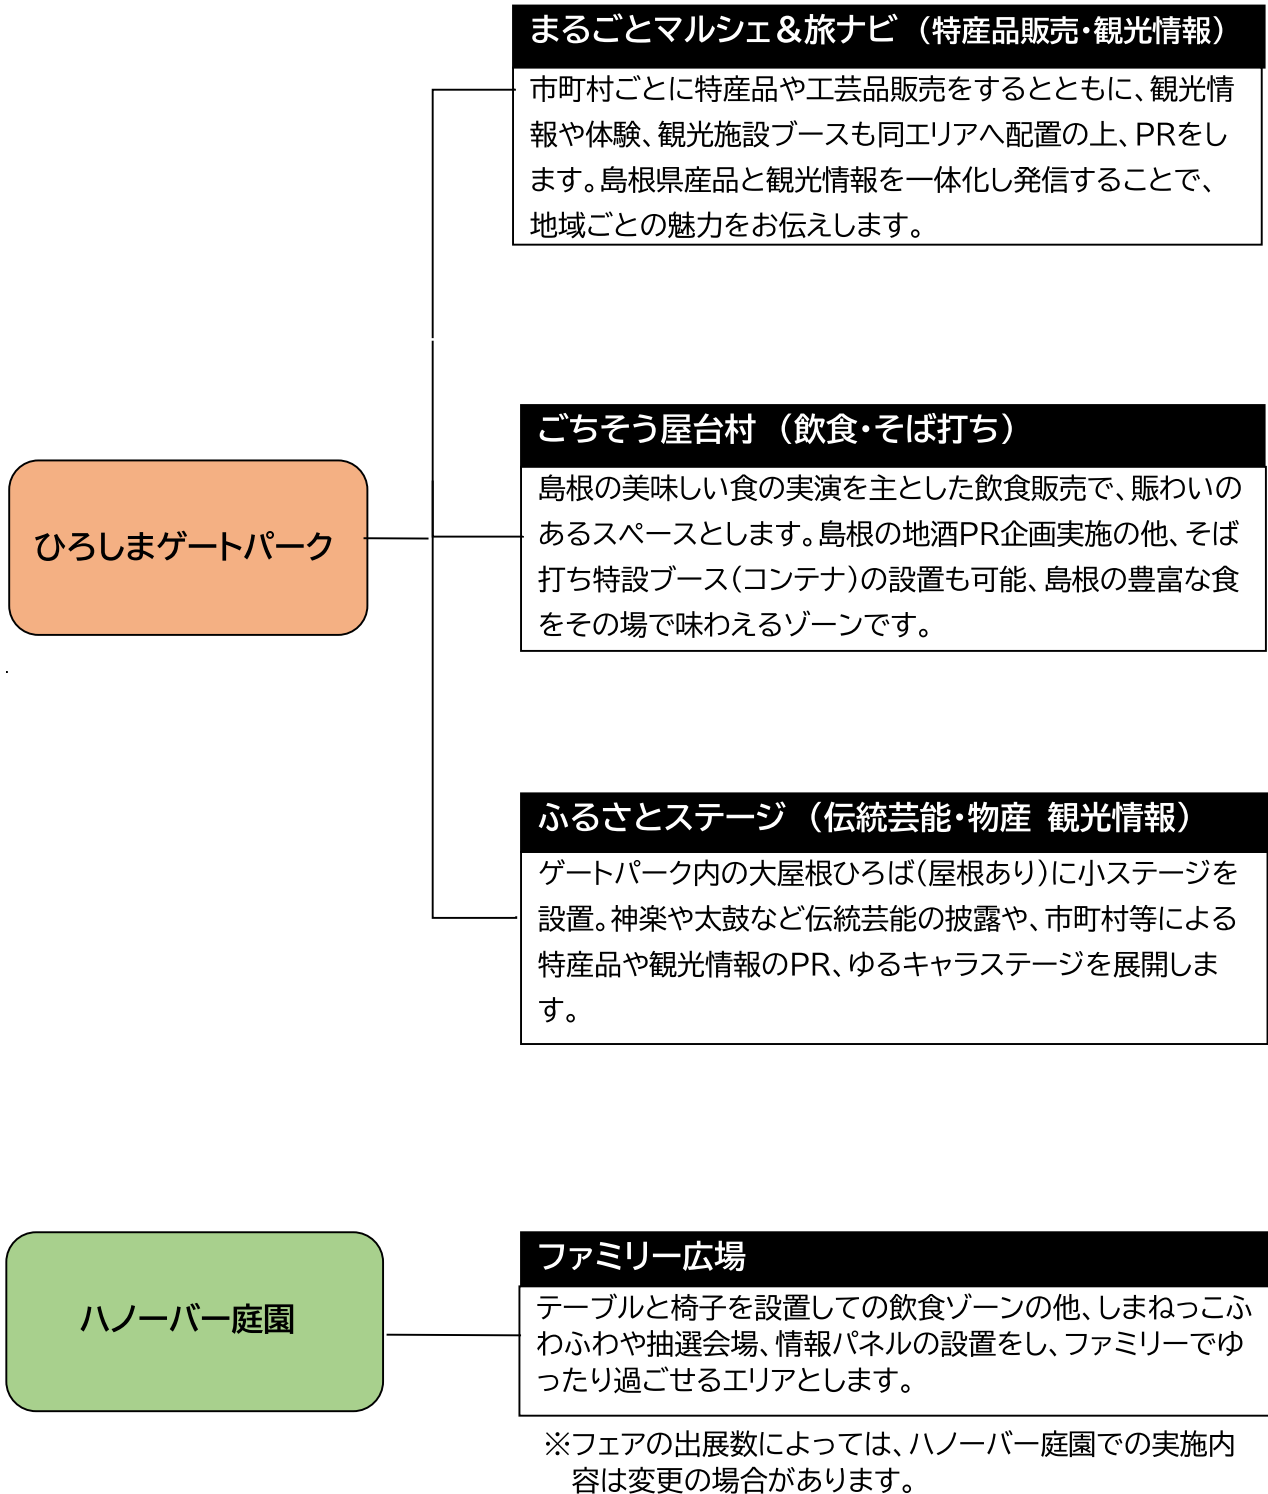 まるごとマルシェ＆旅ナビ（特産品販売・観光情報）
市町村ごとに特産品や工芸品販売をするとともに、観光情
報や体験、観光施設ブースも同エリアへ配置の上、PRをし
ます。島根県産品と観光情報を一体化し発信することで、
地域ごとの魅力をお伝えします。
ひろしまゲートパーク
ごちそう屋台村（飲食・そば打ち）
島根の美味しい食の実演を主とした飲食販売で、賑わいの
あるスペースとします。島根の地酒PR企画実施の他、そば
打ち特設ブース（コンテナ）の設置も可能、島根の豊富な食
をその場で味わえるゾーンです。
ふるさとステージ（伝統芸能・物産 観光情報）
ゲートパーク内の大屋根ひろば（屋根あり）に小ステージを
設置。神楽や太鼓など伝統芸能の披露や、市町村等による
特産品や観光情報のPR、ゆるキャラステージを展開しま
す。
ハノーバー庭園
ファミリー広場
テーブルと椅子を設置しての飲食ゾーンの他、しまねっこふ
わふわや抽選会場、情報パネルの設置をし、ファミリーでゆ
ったり過ごせるエリアとします。
※フェアの出展数によっては、ハノーバー庭園での実施内
容は変更の場合があります。